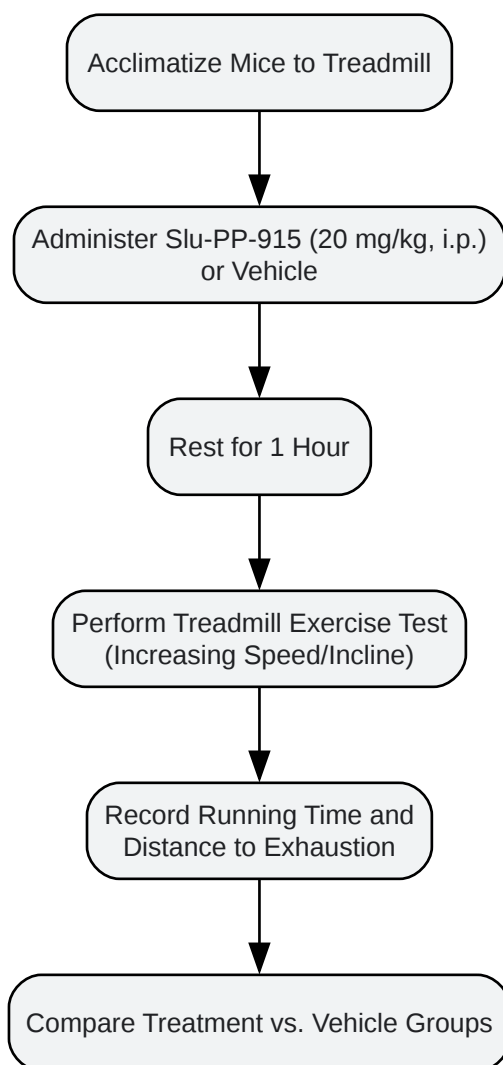 Acclimatize Mice to Treadmill
Administer Slu-PP-915 (20 mg/kg, i.p.)
or Vehicle
Rest for 1 Hour
Perform Treadmill Exercise Test
(Increasing Speed/Incline)
Record Running Time and
Distance to Exhaustion
Compare Treatment vs. Vehicle Groups